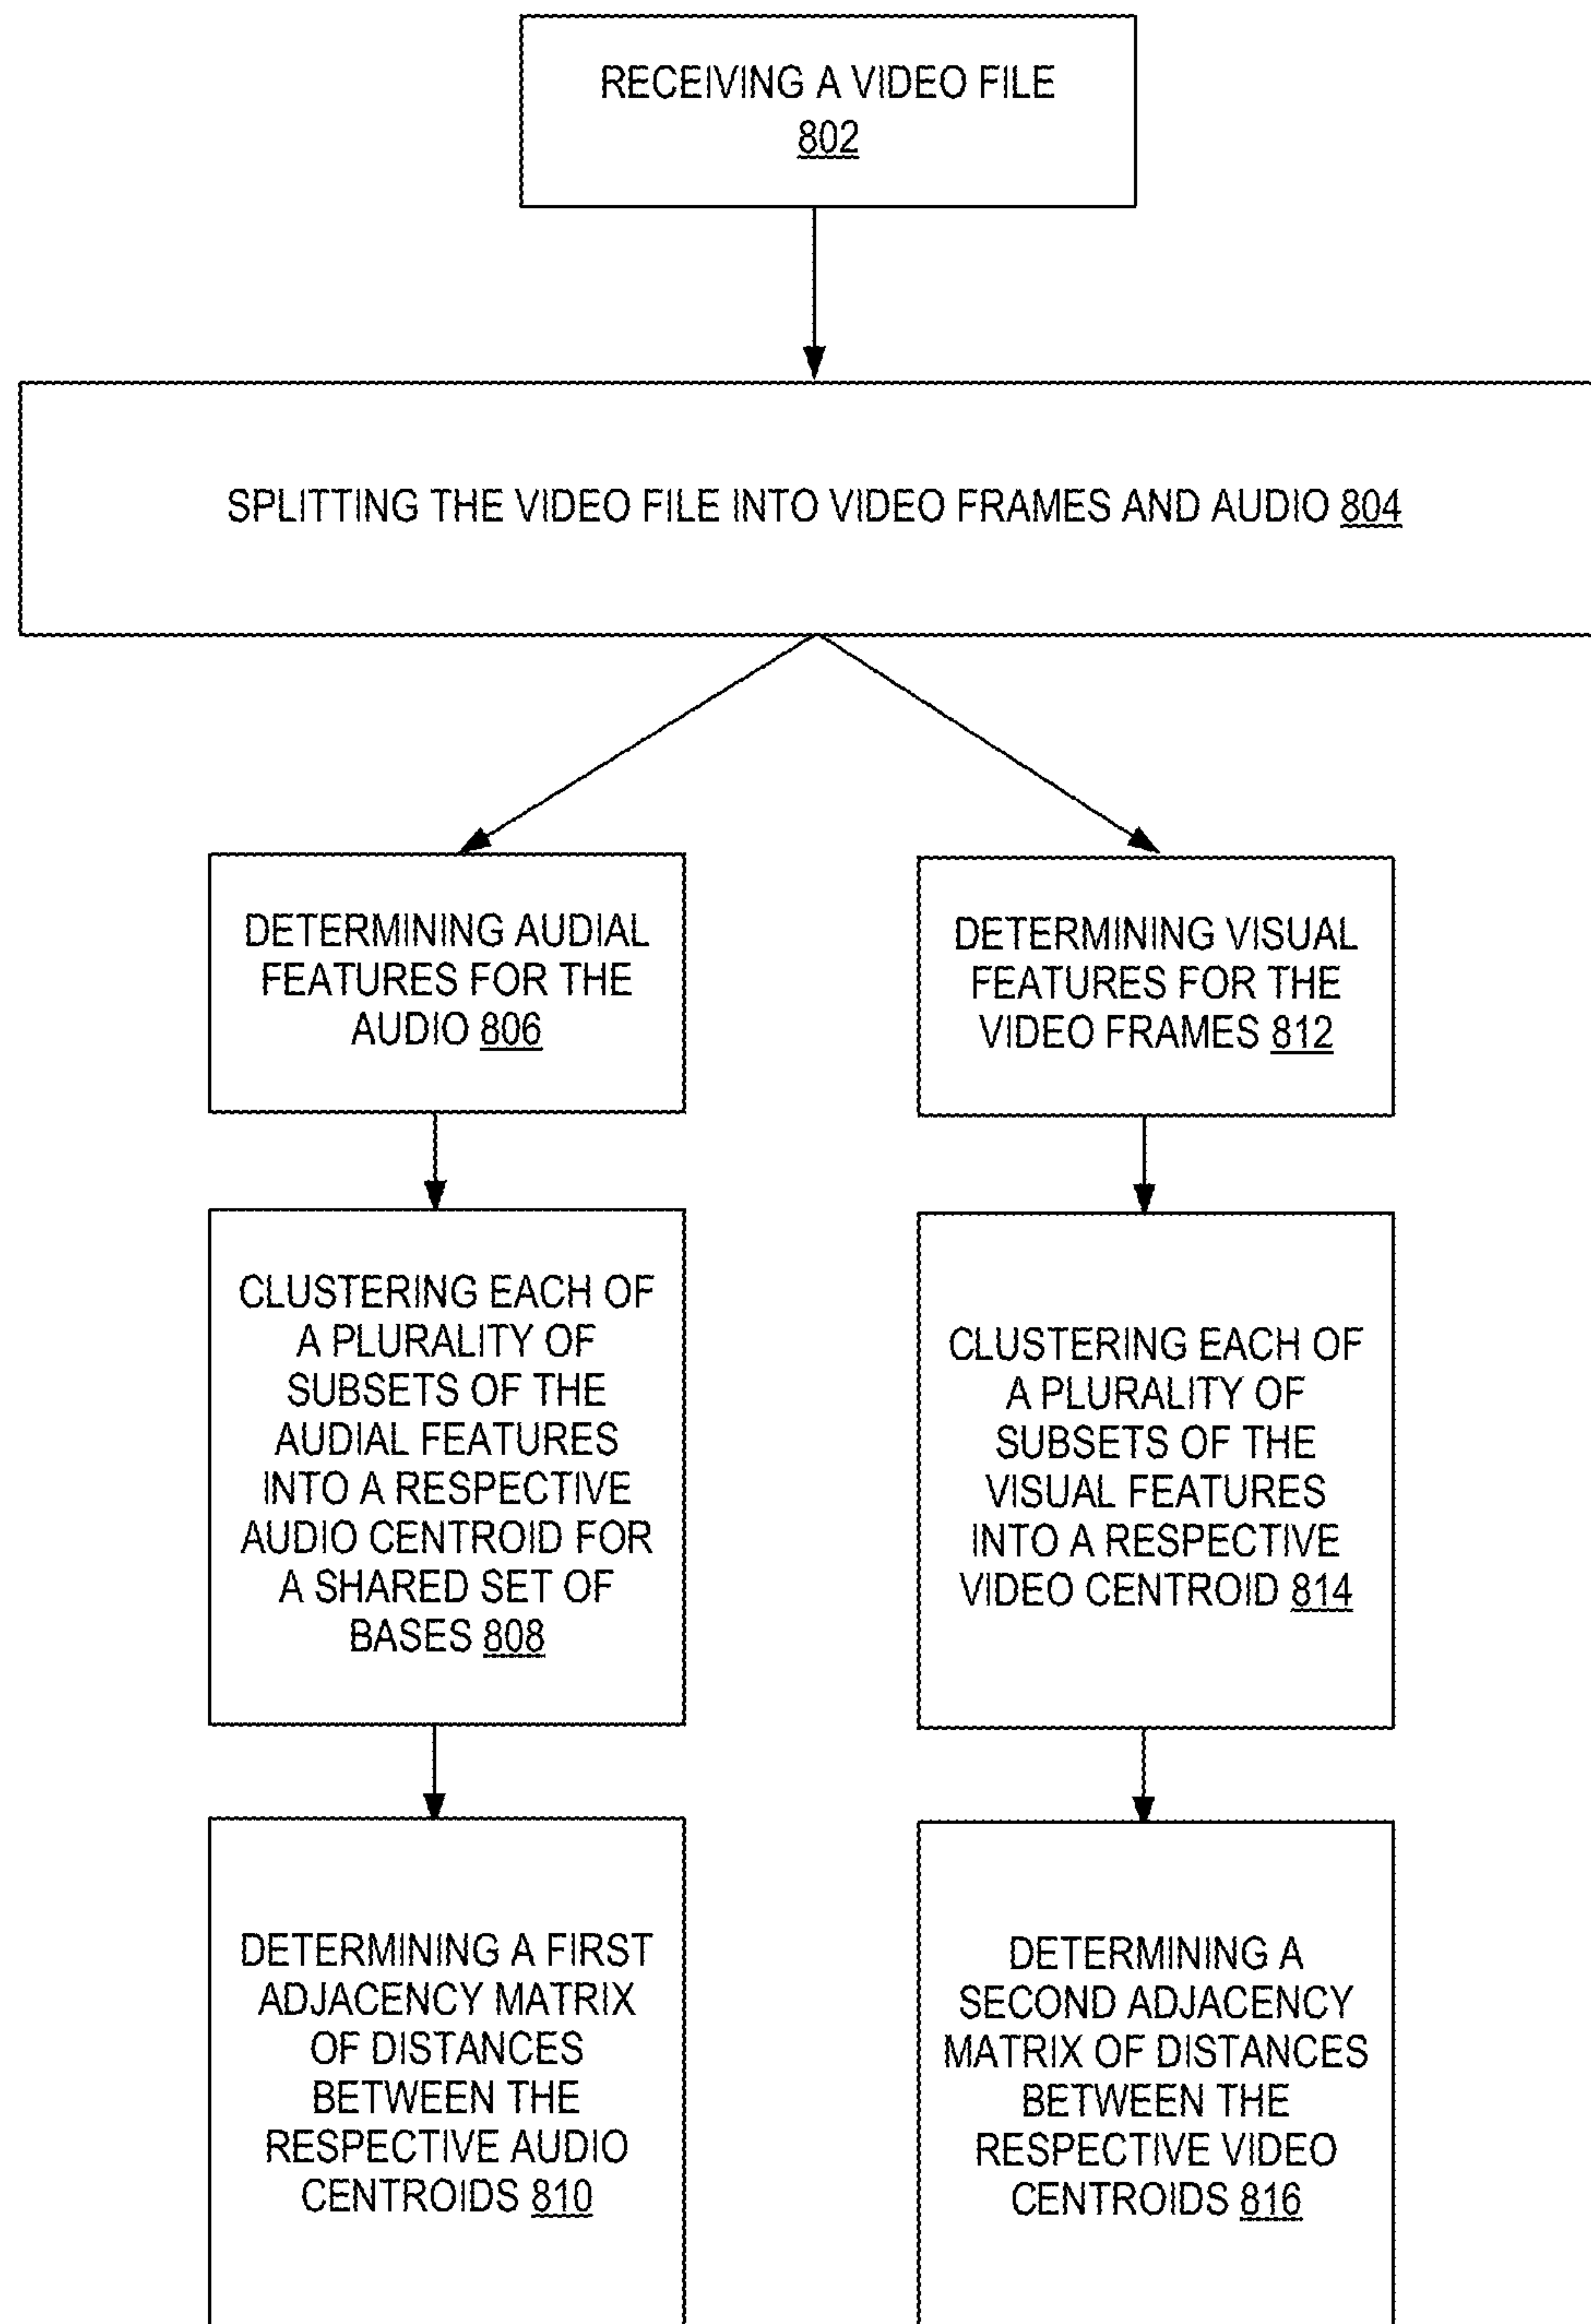 RECEIVING A VIDEO FILE
802
SPLITTING THE VIDEO FILE INTO VIDEO FRAMES AND AUDIO 804
DETERMINING AUDIAL
FEATURES FOR THE
AUDIO 806
CLUSTERING EACH OF
A PLURALITY OF
SUBSETS OF THE
AUDIAL FEATURES
INTO A RESPECTIVE
AUDIO CENTROID FOR
A SHARED SET OF
BASES 808
DETERMINING A FIRST
ADJACENCY MATRIX
OF DISTANCES
BETWEEN THE
RESPECTIVE AUDIO
CENTROIDS 810
DETERMINING VISUAL
FEATURES FOR THE
VIDEO FRAMES 812
CLUSTERING EACH OF
A PLURALITY OF
SUBSETS OF THE
VISUAL FEATURES
INTO A RESPECTIVE
VIDEO CENTROID 814
DETERMINING A
SECOND ADJACENCY
MATRIX OF DISTANCES
BETWEEN THE
RESPECTIVE VIDEO
CENTROIDS 816